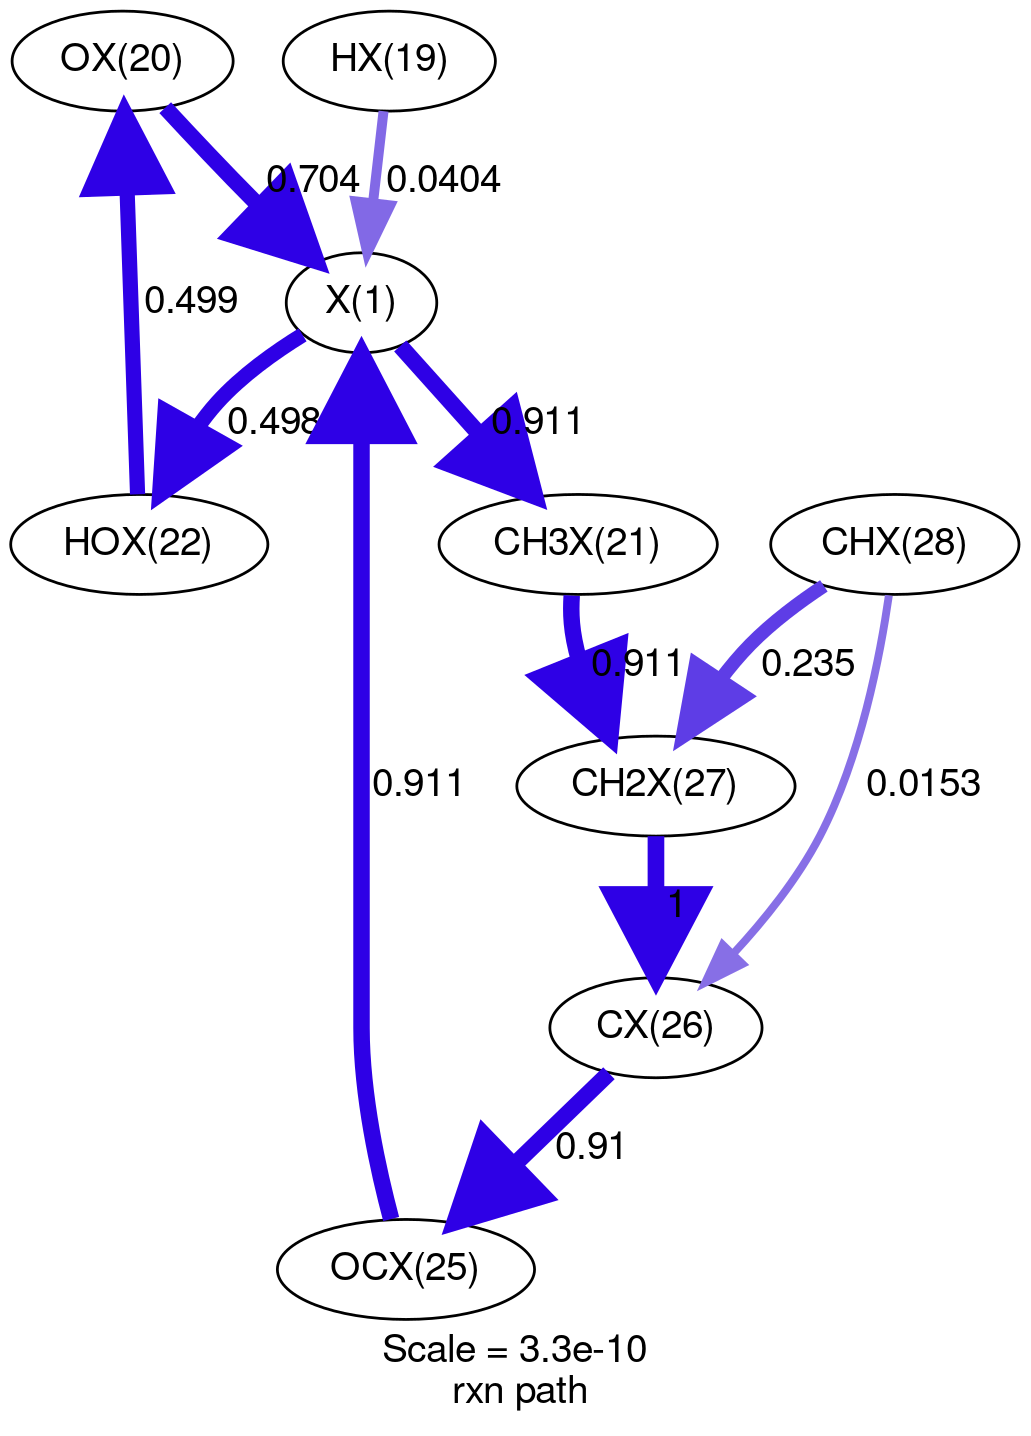 OX(20)
HX(19)
0.704
0.0404
0.499
X(1)
0.498
0.911
HOX(22)
CH3X(21)
CHX(28)
0.911
0.235
0.911
CH2X(27)
0.0153
1
CX(26)
0.91
OCX(25)
Scale = 3.3e-10
rxn path